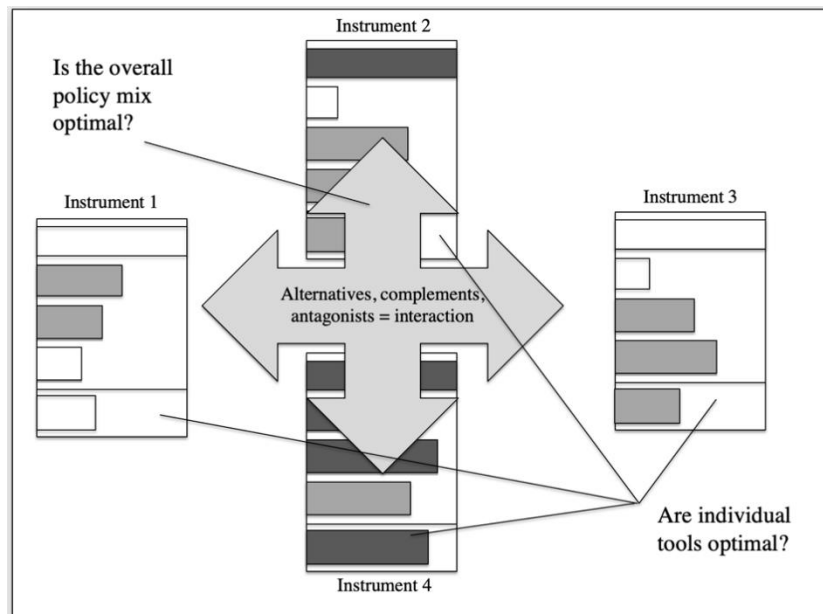 Instrument 2
Is the overall
policy mix
optimal?
Instrument 1
Instrument 3
Alternatives, complements,
antagonists = interaction
Are individual
tools optimal?
Instrument 4